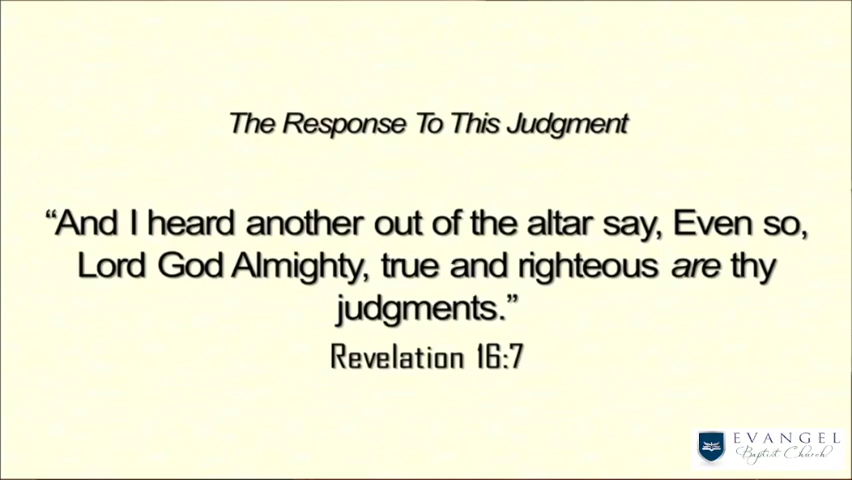 The Response To This Judgment
“And I heard another out of the altar say, Even so,
Lord God Almighty, true and righteous are thy
judgments.”
Revelation 16:7
EVANGEL
Baptist Church